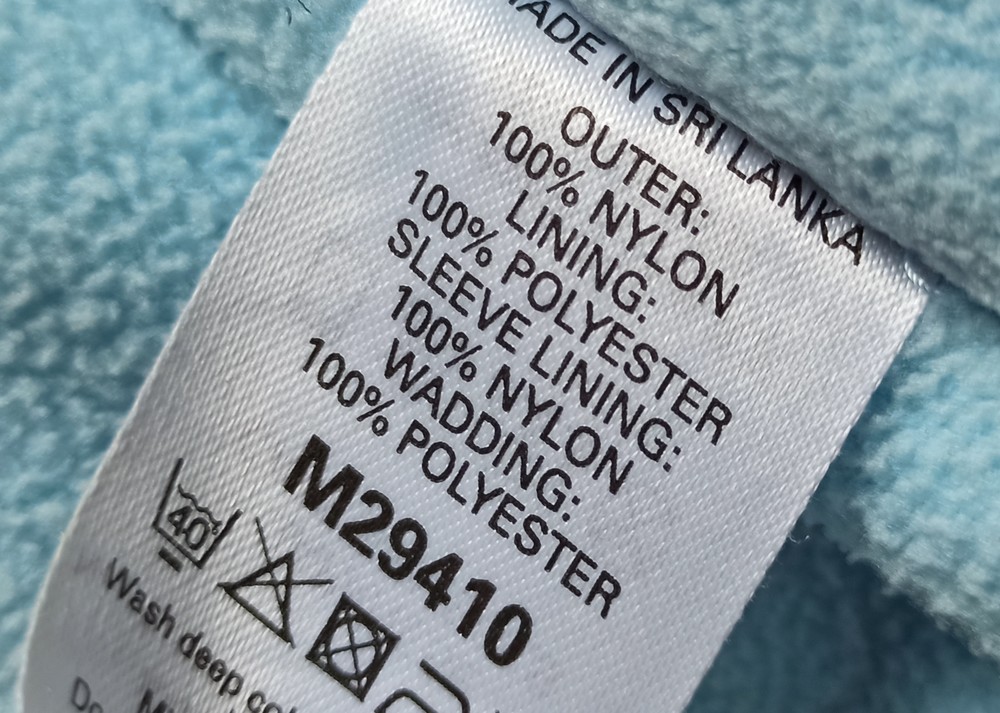 MADE IN SRI LANKA
OUTER:
100% NYLON
LINING:
100% POLYESTER
SLEEVE LINING:
100% NYLON
WADDING:
100% POLYESTER
M29410
40
Wash deep